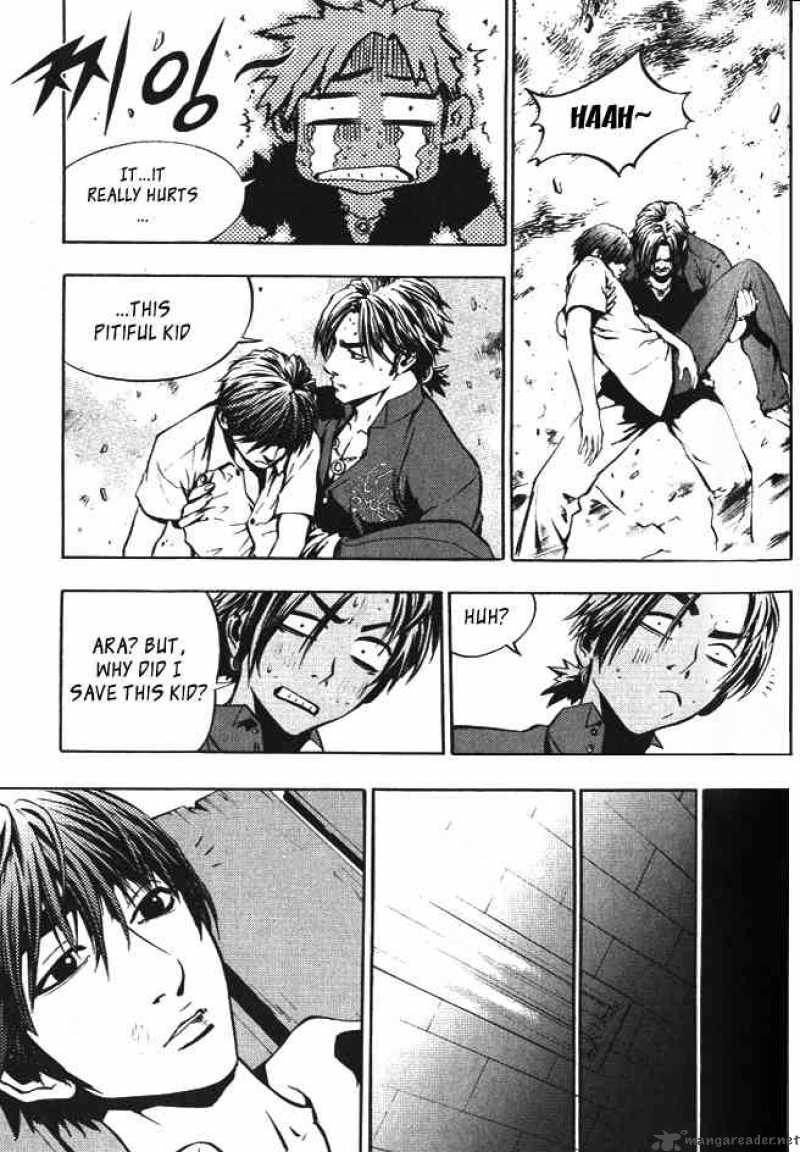 HAAH~
찌잉
IT...IT
REALLY HURTS
...
...THIS
PITIFUL KID
HUH?
ARA? BUT,
WHY DID I
SAVE THIS KID?
mangareader.net